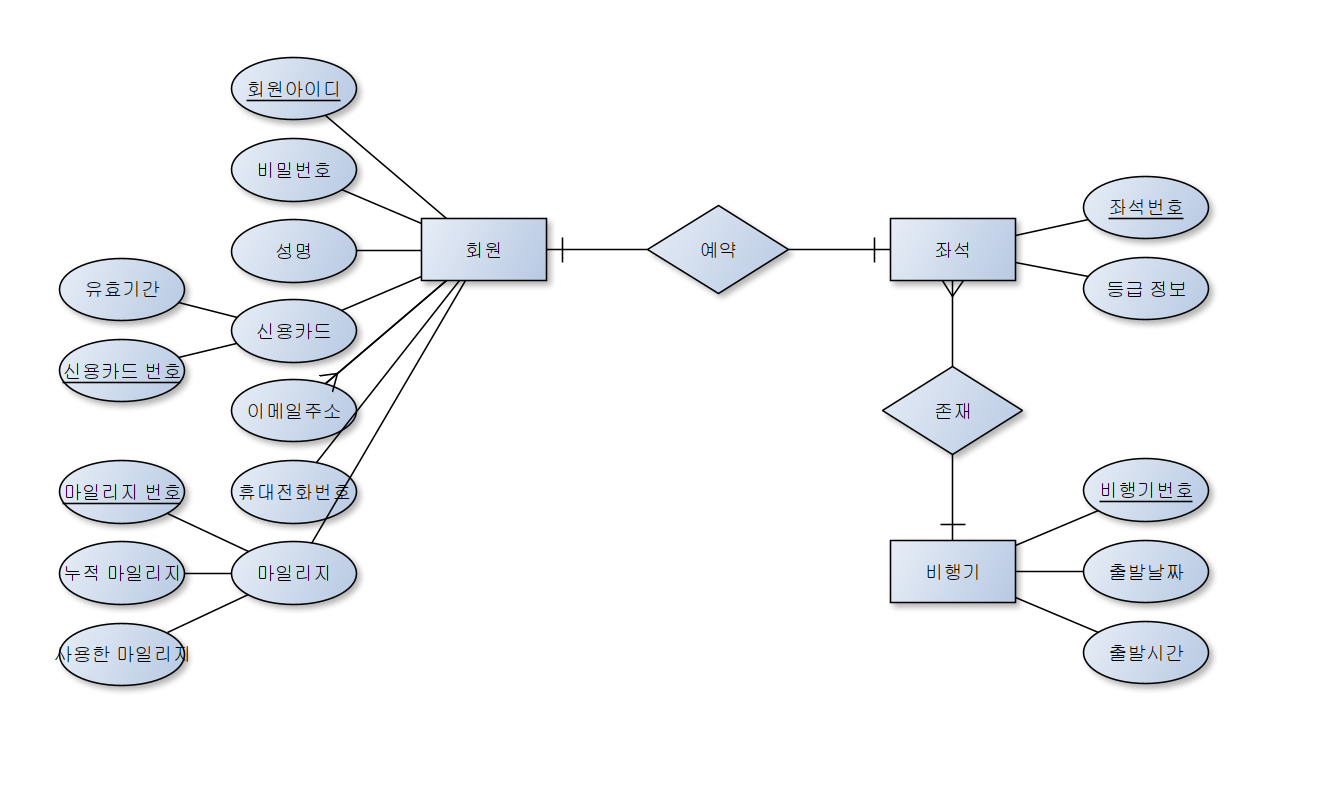 회원아이디
비밀번호
성명
유효기간
신용카드
신용카드 번호
이메일주소
마일리지 번호
휴대전화번호
누적 마일리지
마일리지
사용한 마일리지
회원
예약
좌석
좌석번호
등급 정보
존재
비행기번호
비행기
출발날짜
출발시간